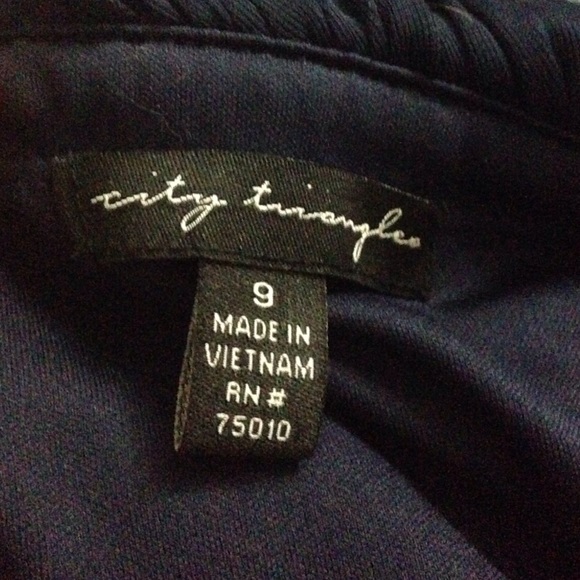 city triangles
9
MADE IN
VIETNAM
RN#
75010